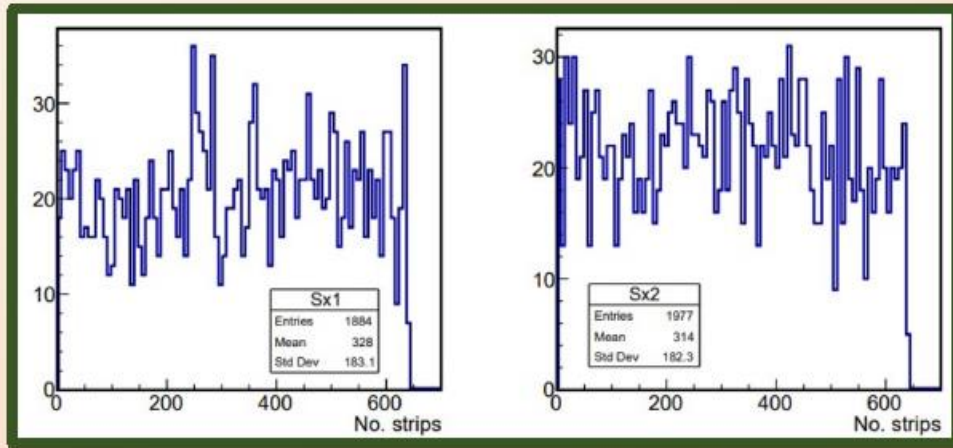 30
20
10
0
0
200
400
600
No. strips
Sx1
Entries 1884
Mean 328
Std Dev 183.1
30
20
10
0
0
200
400
600
No. strips
Sx2
Entries 1977
Mean 314
Std Dev 182.3